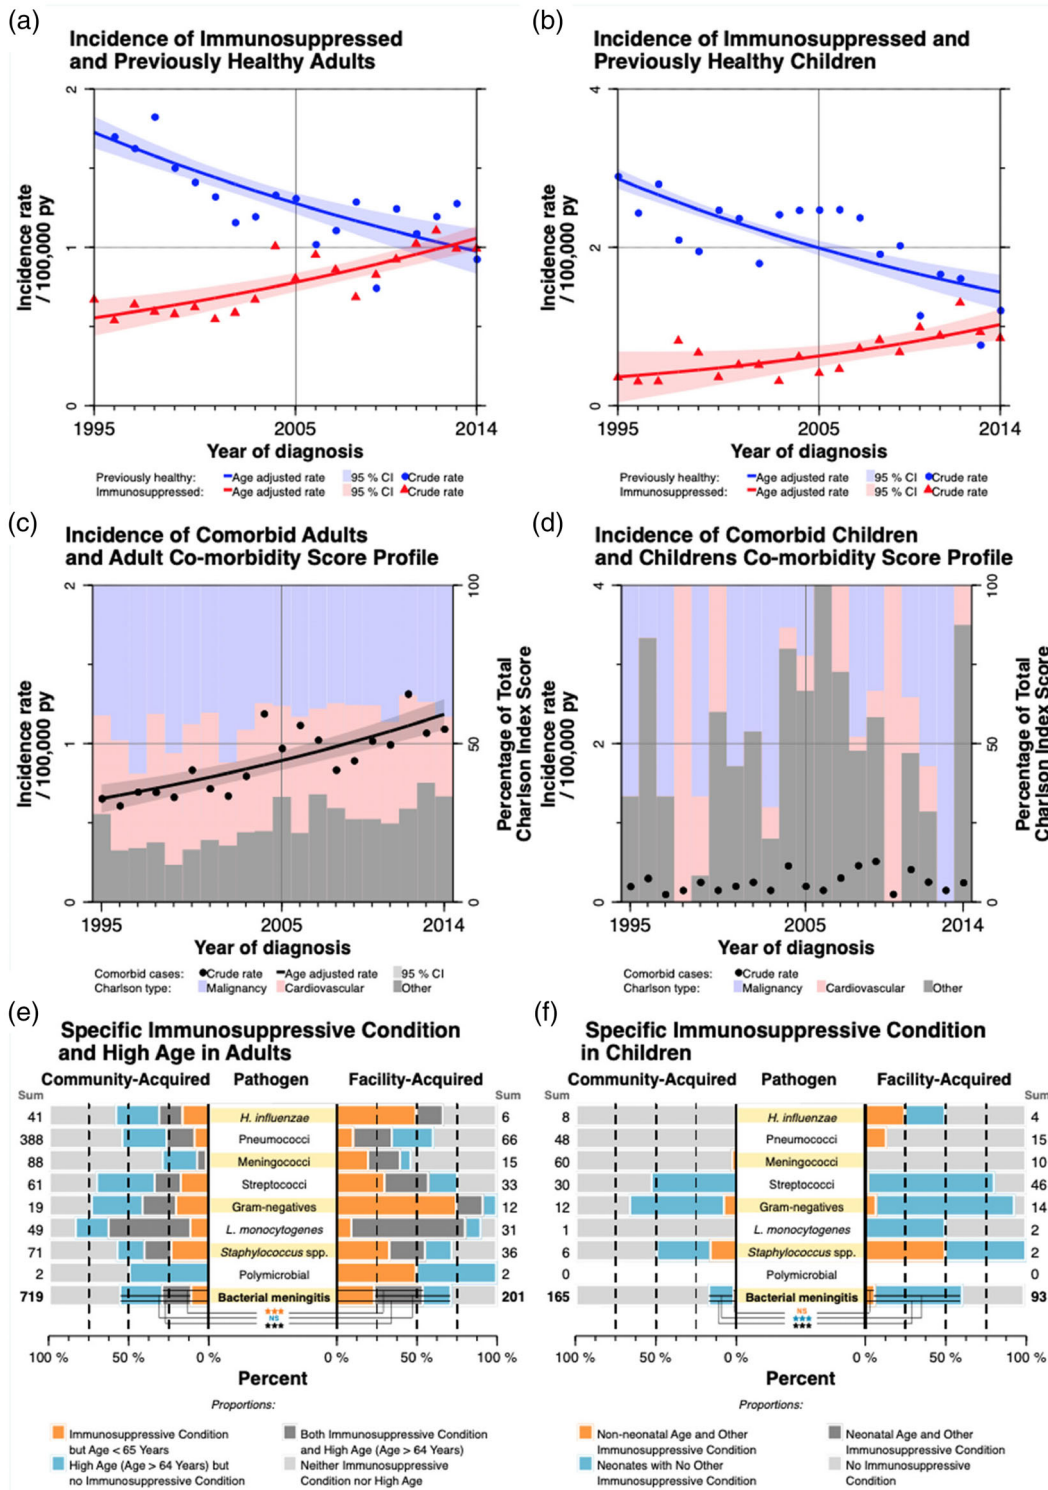 (a)
Incidence of Immunosuppressed
and Previously Healthy Adults
2
1
0
Incidence rate
/ 100,000 py
1995
2005
2014
Year of diagnosis
Previously healthy: Age adjusted rate 95 % CI Crude rate
Immunosuppressed: Age adjusted rate 95 % CI Crude rate
(b)
Incidence of Immunosuppressed and
Previously Healthy Children
4
2
0
Incidence rate
/ 100,000 py
1995
2005
2014
Year of diagnosis
Previously healthy: Age adjusted rate 95 % CI Crude rate
Immunosuppressed: Age adjusted rate 95 % CI Crude rate
(c)
Incidence of Comorbid Adults
and Adult Co-morbidity Score Profile
2
1
0
Incidence rate
/ 100,000 py
100
50
0
Percentage of Total
Charlson Index Score
1995
2005
2014
Year of diagnosis
Comorbid cases: Crude rate Age adjusted rate 95 % CI
Charlson type: Malignancy Cardiovascular Other
(d)
Incidence of Comorbid Children
and Childrens Co-morbidity Score Profile
4
2
0
Incidence rate
/ 100,000 py
100
50
0
Percentage of Total
Charlson Index Score
1995
2005
2014
Year of diagnosis
Comorbid cases: Crude rate
Charlson type: Malignancy Cardiovascular Other
(e)
Specific Immunosuppressive Condition
and High Age in Adults
Community-Acquired Pathogen Facility-Acquired
Sum Sum
41 H. influenzae 6
388 Pneumococci 66
88 Meningococci 15
61 Streptococci 33
19 Gram-negatives 12
49 L. monocytogenes 31
71 Staphylococcus spp. 36
2 Polymicrobial 2
719 Bacterial meningitis 201
***
NS
***
100 % 50 % 0 % 0 % 50 % 100 %
Percent
Proportions:
Immunosuppressive Condition
but Age < 65 Years
High Age (Age > 64 Years) but
no Immunosuppressive Condition
Both Immunosuppressive Condition
and High Age (Age > 64 Years)
Neither Immunosuppressive
Condition nor High Age
(f)
Specific Immunosuppressive Condition
in Children
Community-Acquired Pathogen Facility-Acquired
Sum Sum
8 H. influenzae 4
48 Pneumococci 15
60 Meningococci 10
30 Streptococci 46
12 Gram-negatives 14
1 L. monocytogenes 2
6 Staphylococcus spp. 2
0 Polymicrobial 0
165 Bacterial meningitis 93
NS
***
***
100 % 50 % 0 % 0 % 50 % 100 %
Percent
Proportions:
Non-neonatal Age and Other
Immunosuppressive Condition
Neonates with No Other
Immunosuppressive Condition
Neonatal Age and Other
Immunosuppressive Condition
No Immunosuppressive
Condition